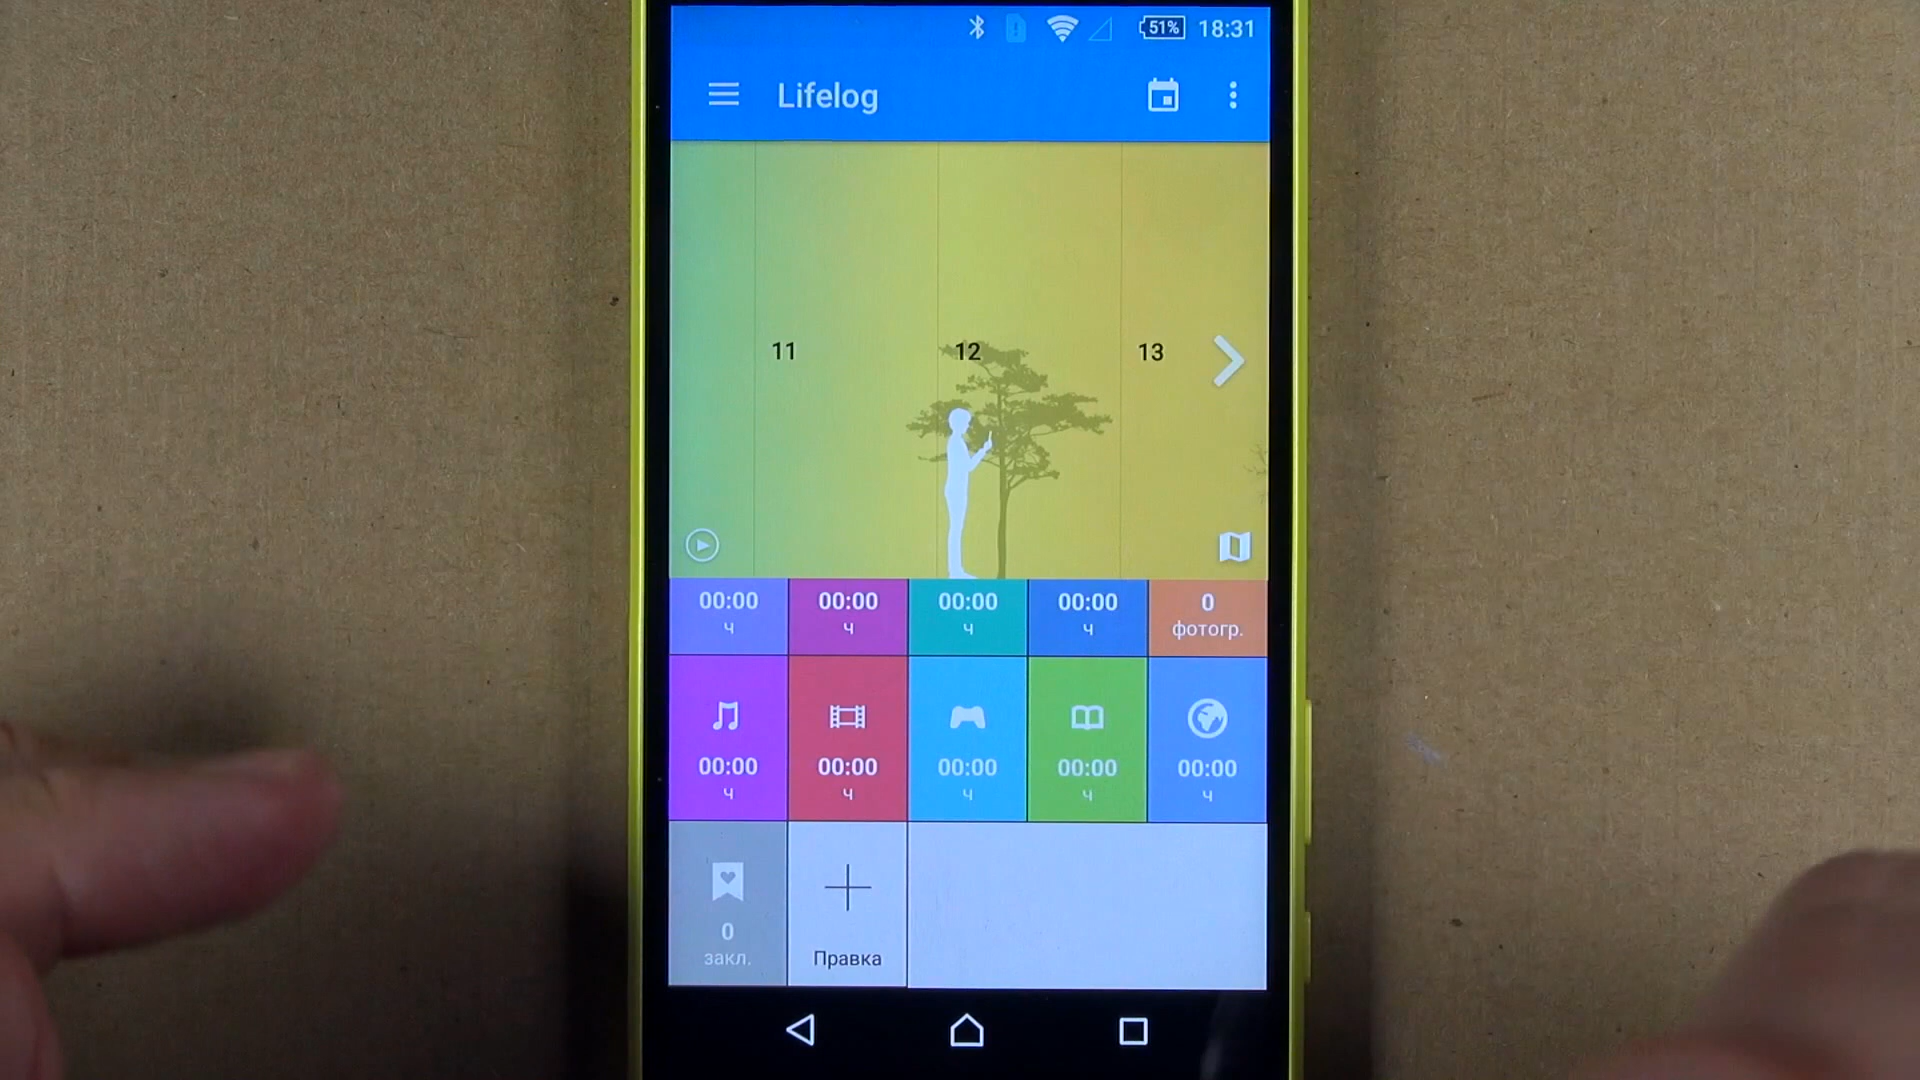 51% 18:31
Lifelog
11 12 13
00:00 00:00 00:00 00:00 0
ч ч ч ч фотогр.
00:00 00:00 00:00 00:00 00:00
ч ч ч ч ч
0
закл. Правка